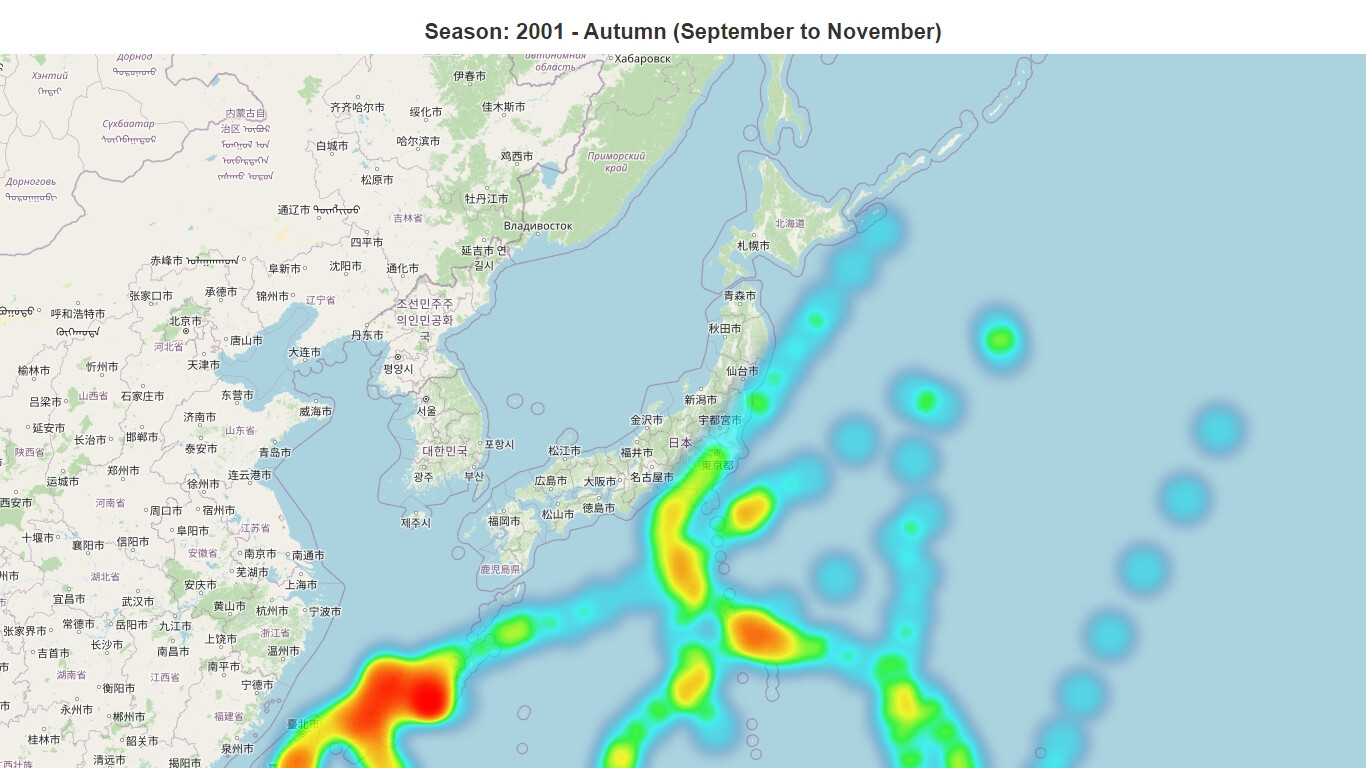 Season: 2001 - Autumn (September to November)
Дорнод
Хэнтий
автономная
область
Хабаровск
伊春市
齐齐哈尔市
绥化市
佳木斯市
内蒙古自
治区
Сүхбаатар
白城市
哈尔滨市
鸡西市
Приморский
край
Дорноговь
松原市
牡丹江市
通辽市
吉林省
Владивосток
北海道
四平市
延吉市 연
길시
札幌市
赤峰市
阜新市
沈阳市
通化市
张家口市
承德市
锦州市
辽宁省
조선민주주
의인민공화
국
青森市
呼和浩特市
北京市
秋田市
河北省
唐山市
丹东市
大连市
天津市
평양시
仙台市
榆林市
忻州市
山西省
石家庄市
东营市
新潟市
吕梁市
威海市
서울
济南市
金沢市
宇都宮市
延安市
长治市
邯郸市
山东省
포항시
日本
陕西省
泰安市
青岛市
대한민국
松江市
福井市
東京都
郑州市
连云港市
광주
부산
広島市
大阪市
名古屋市
运城市
徐州市
西安市
河南省
周口市
宿州市
제주시
福岡市
松山市
徳島市
江苏省
十堰市
襄阳市
信阳市
阜阳市
安徽省
南京市
南通市
鹿児島県
州市
湖北省
安庆市
芜湖市
上海市
宜昌市
武汉市
黄山市
杭州市
宁波市
张家界市
常德市
岳阳市
九江市
浙江省
吉首市
长沙市
南昌市
上饶市
温州市
湖南省
江西省
南平市
衡阳市
宁德市
永州市
郴州市
福建省
臺北市
桂林市
韶关市
泉州市
清远市
揭阳市